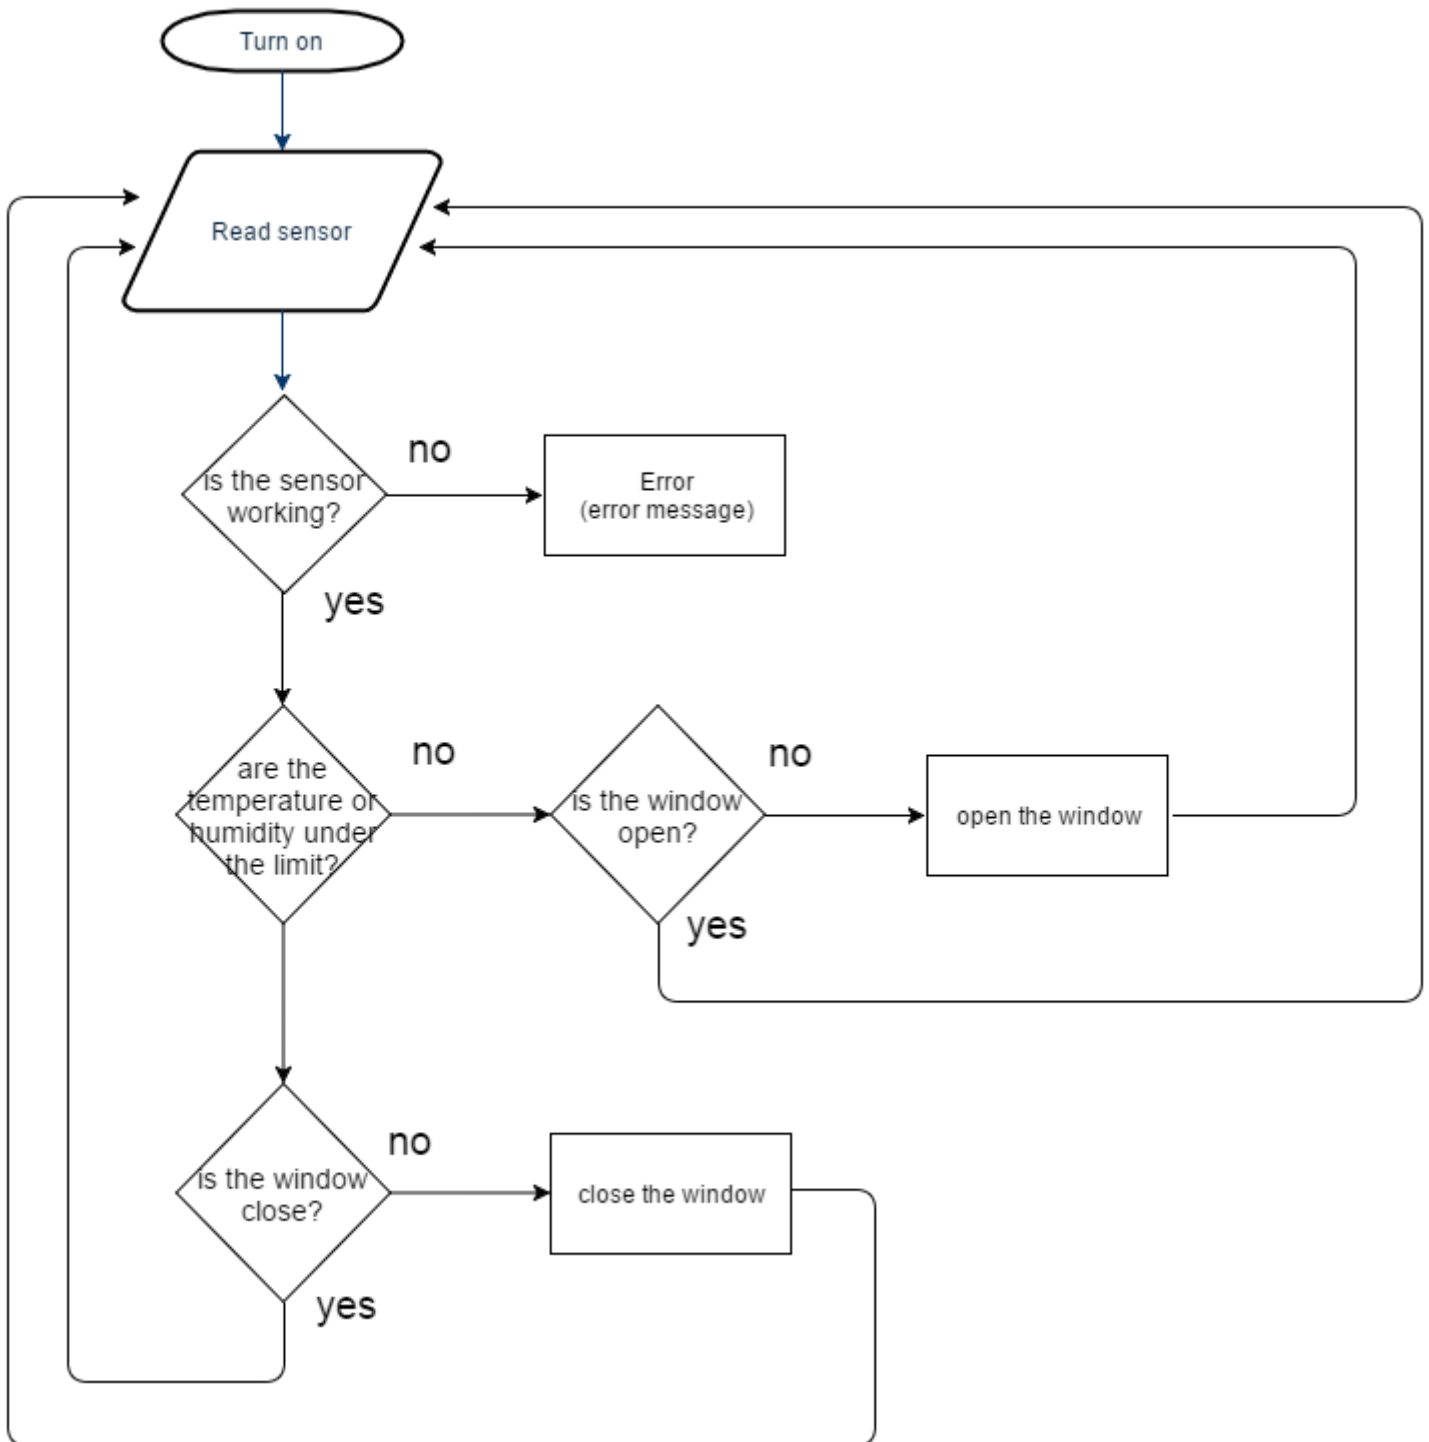 Turn on
Read sensor
is the sensor
working?
no
Error
(error message)
yes
are the
temperature or
humidity under
the limit?
no
is the window
open?
no
open the window
yes
is the window
close?
no
close the window
yes